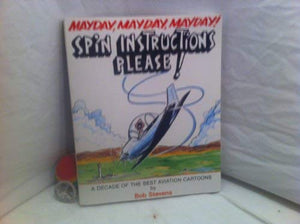 MAYDAY, MAYDAY, MAYDAY!
SPIN INSTRUCTIONS
PLEASE!
A DECADE OF THE BEST AVIATION CARTOONS
by
Bob Stevens